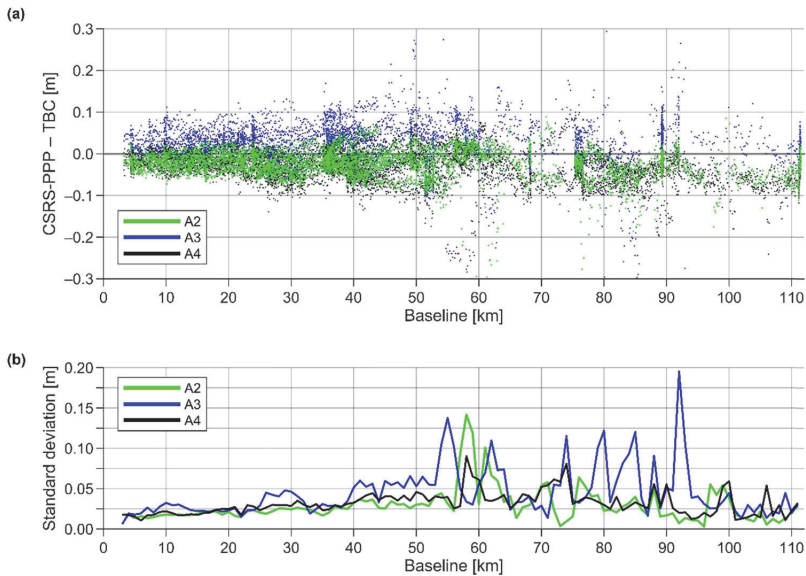 (a)
CSRS-PPP – TBC [m]
0.3
0.2
0.1
0.0
–0.1
–0.2
–0.3
A2
A3
A4
0 10 20 30 40 50 60 70 80 90 100 110
Baseline [km]
(b)
Standard deviation [m]
0.20
0.15
0.10
0.05
0.00
A2
A3
A4
0 10 20 30 40 50 60 70 80 90 100 110
Baseline [km]